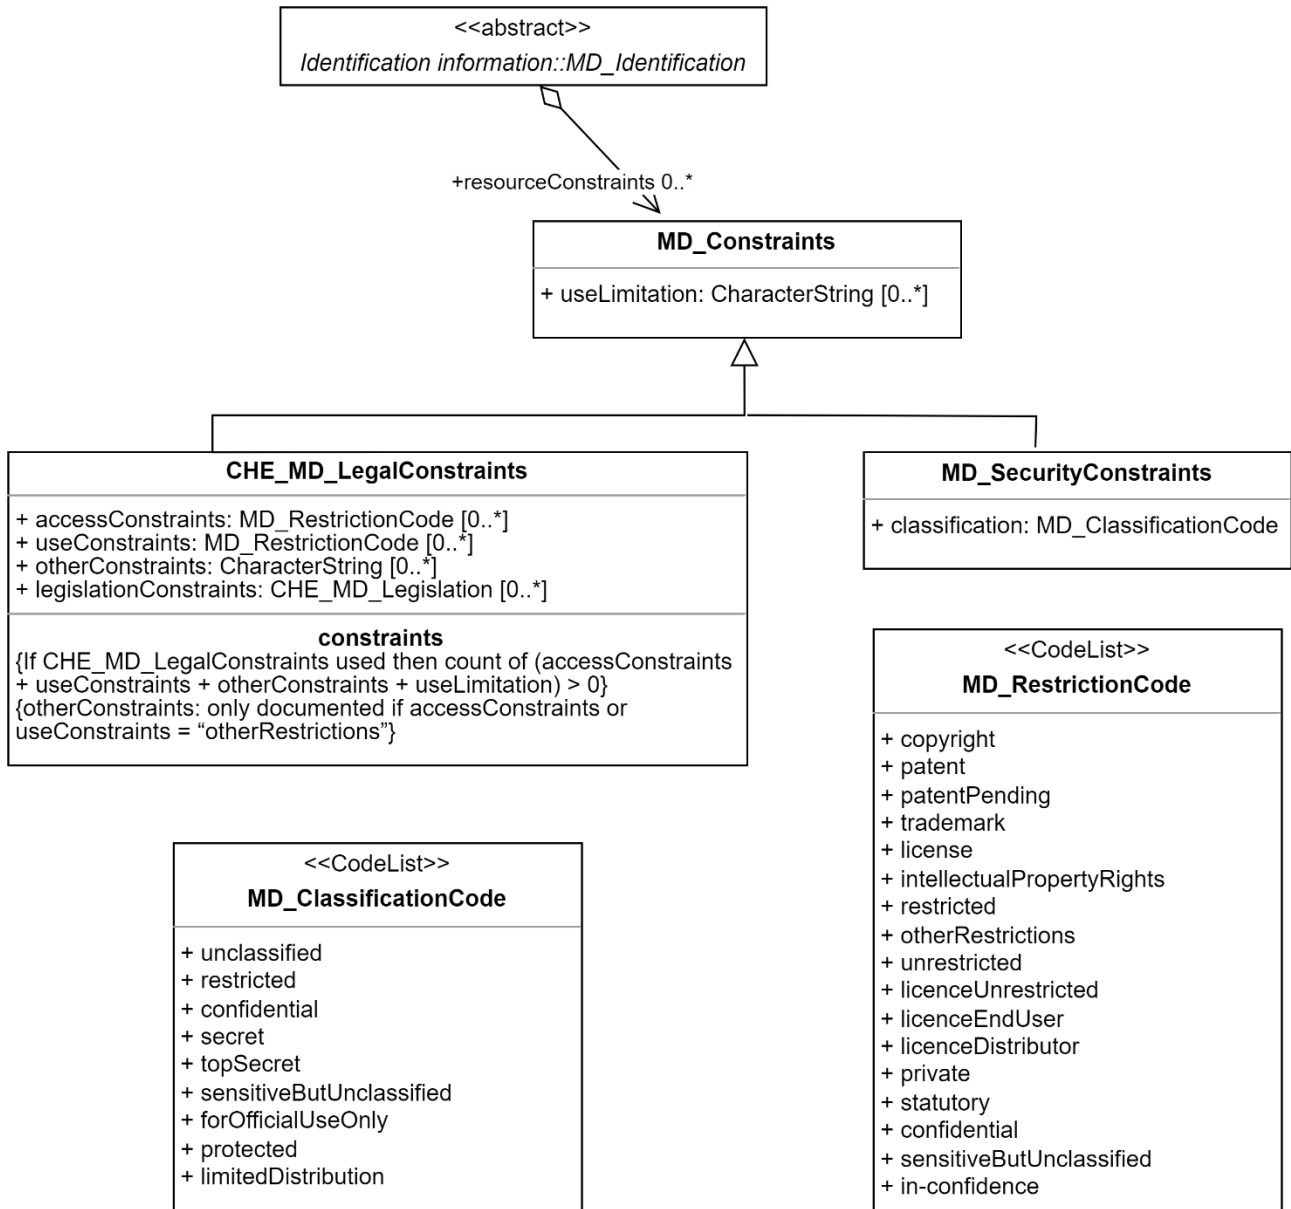 <<abstract>>
Identification information::MD_Identification
+resourceConstraints 0..*
MD_Constraints
+ useLimitation: CharacterString [0..*]
CHE_MD_LegalConstraints
+ accessConstraints: MD_RestrictionCode [0..*]
+ useConstraints: MD_RestrictionCode [0..*]
+ otherConstraints: CharacterString [0..*]
+ legislationConstraints: CHE_MD_Legislation [0..*]
constraints
{If CHE_MD_LegalConstraints used then count of (accessConstraints
+ useConstraints + otherConstraints + useLimitation) > 0}
{otherConstraints: only documented if accessConstraints or
useConstraints = “otherRestrictions”}
MD_SecurityConstraints
+ classification: MD_ClassificationCode
<<CodeList>>
MD_RestrictionCode
+ copyright
+ patent
+ patentPending
+ trademark
+ license
+ intellectualPropertyRights
+ restricted
+ otherRestrictions
+ unrestricted
+ licenceUnrestricted
+ licenceEndUser
+ licenceDistributor
+ private
+ statutory
+ confidential
+ sensitiveButUnclassified
+ in-confidence
<<CodeList>>
MD_ClassificationCode
+ unclassified
+ restricted
+ confidential
+ secret
+ topSecret
+ sensitiveButUnclassified
+ forOfficialUseOnly
+ protected
+ limitedDistribution